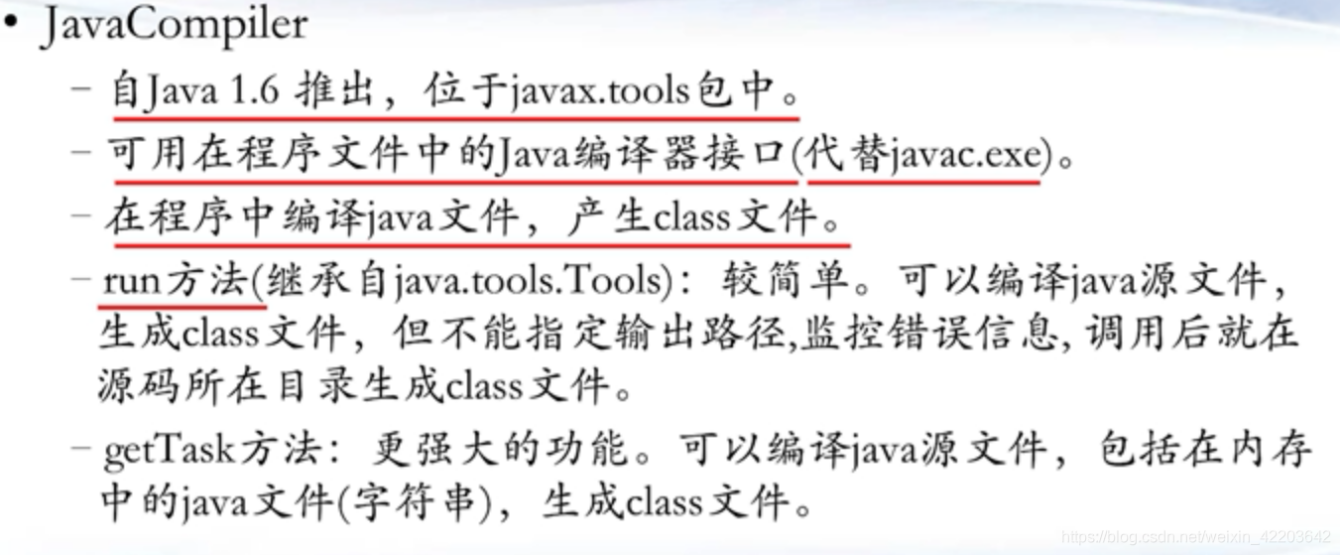 • JavaCompiler
– 自Java 1.6 推出，位于javax.tools包中。
– 可用在程序文件中的Java编译器接口(代替javac.exe)。
– 在程序中编译java文件，产生class文件。
– run方法(继承自java.tools.Tools)：较简单。可以编译java源文件，
生成class文件，但不能指定输出路径,监控错误信息, 调用后就在
源码所在目录生成class文件。
– getTask方法：更强大的功能。可以编译java源文件，包括在内存
中的java文件(字符串)，生成class文件。
https://blog.csdn.net/weixin_42203642